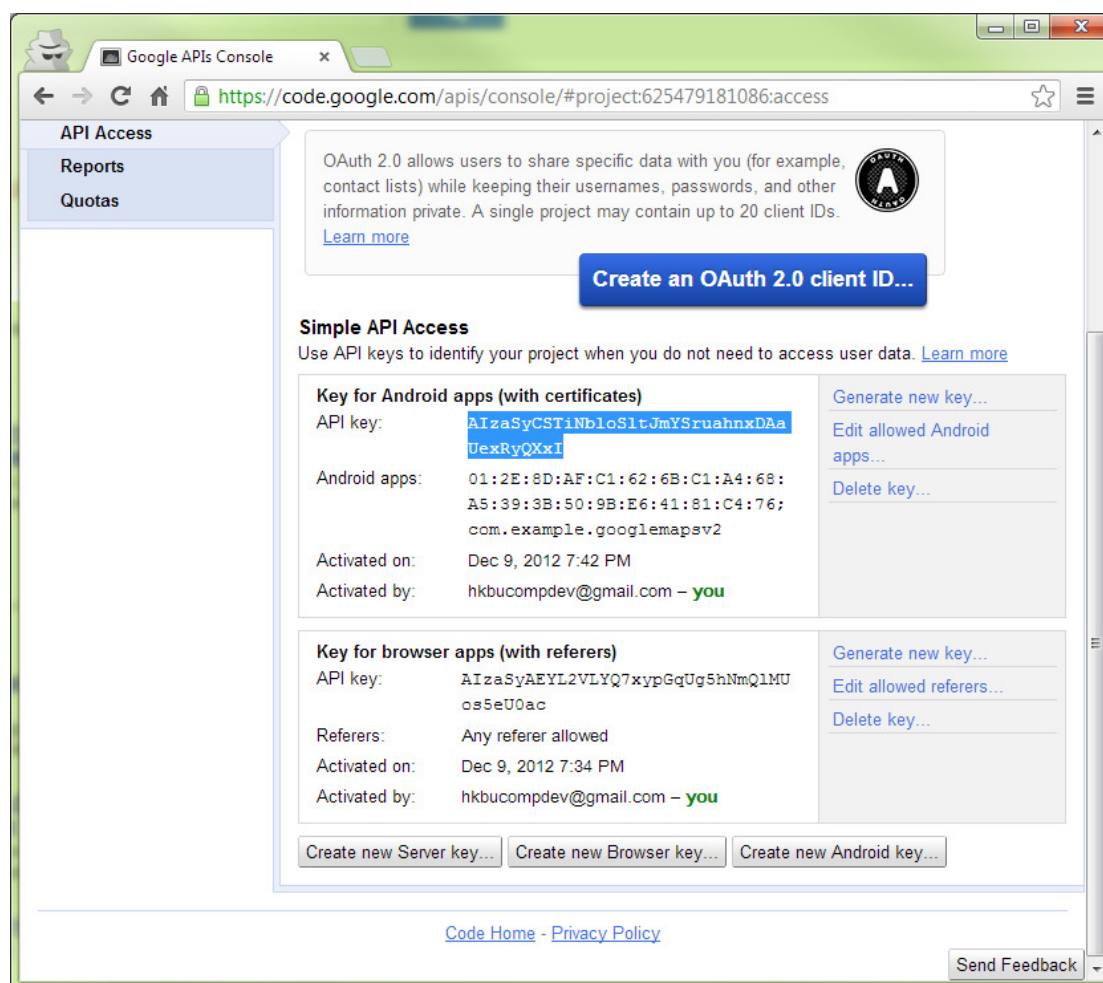 Google APIs Console
https://code.google.com/apis/console/#project:625479181086:access
API Access
Reports
Quotas
OAuth 2.0 allows users to share specific data with you (for example,
contact lists) while keeping their usernames, passwords, and other
information private. A single project may contain up to 20 client IDs.
Learn more
OAUTH
A
OAUTH
Create an OAuth 2.0 client ID...
Simple API Access
Use API keys to identify your project when you do not need to access user data. Learn more
Key for Android apps (with certificates)
API key: AIzaSyCSTiNbloSltJmYSruahnxDAa
UexRyQXxI
Android apps: 01:2E:8D:AF:C1:62:6B:C1:A4:68:
A5:39:3B:50:9B:E6:41:81:C4:76;
com.example.googlemapsv2
Activated on: Dec 9, 2012 7:42 PM
Activated by: hkbucompdev@gmail.com – you
Generate new key...
Edit allowed Android
apps...
Delete key...
Key for browser apps (with referers)
API key: AIzaSyAEYL2VLYQ7xypGqUg5hNmQ1MU
os5eU0ac
Referers: Any referer allowed
Activated on: Dec 9, 2012 7:34 PM
Activated by: hkbucompdev@gmail.com – you
Generate new key...
Edit allowed referers...
Delete key...
Create new Server key... Create new Browser key... Create new Android key...
Code Home - Privacy Policy
Send Feedback